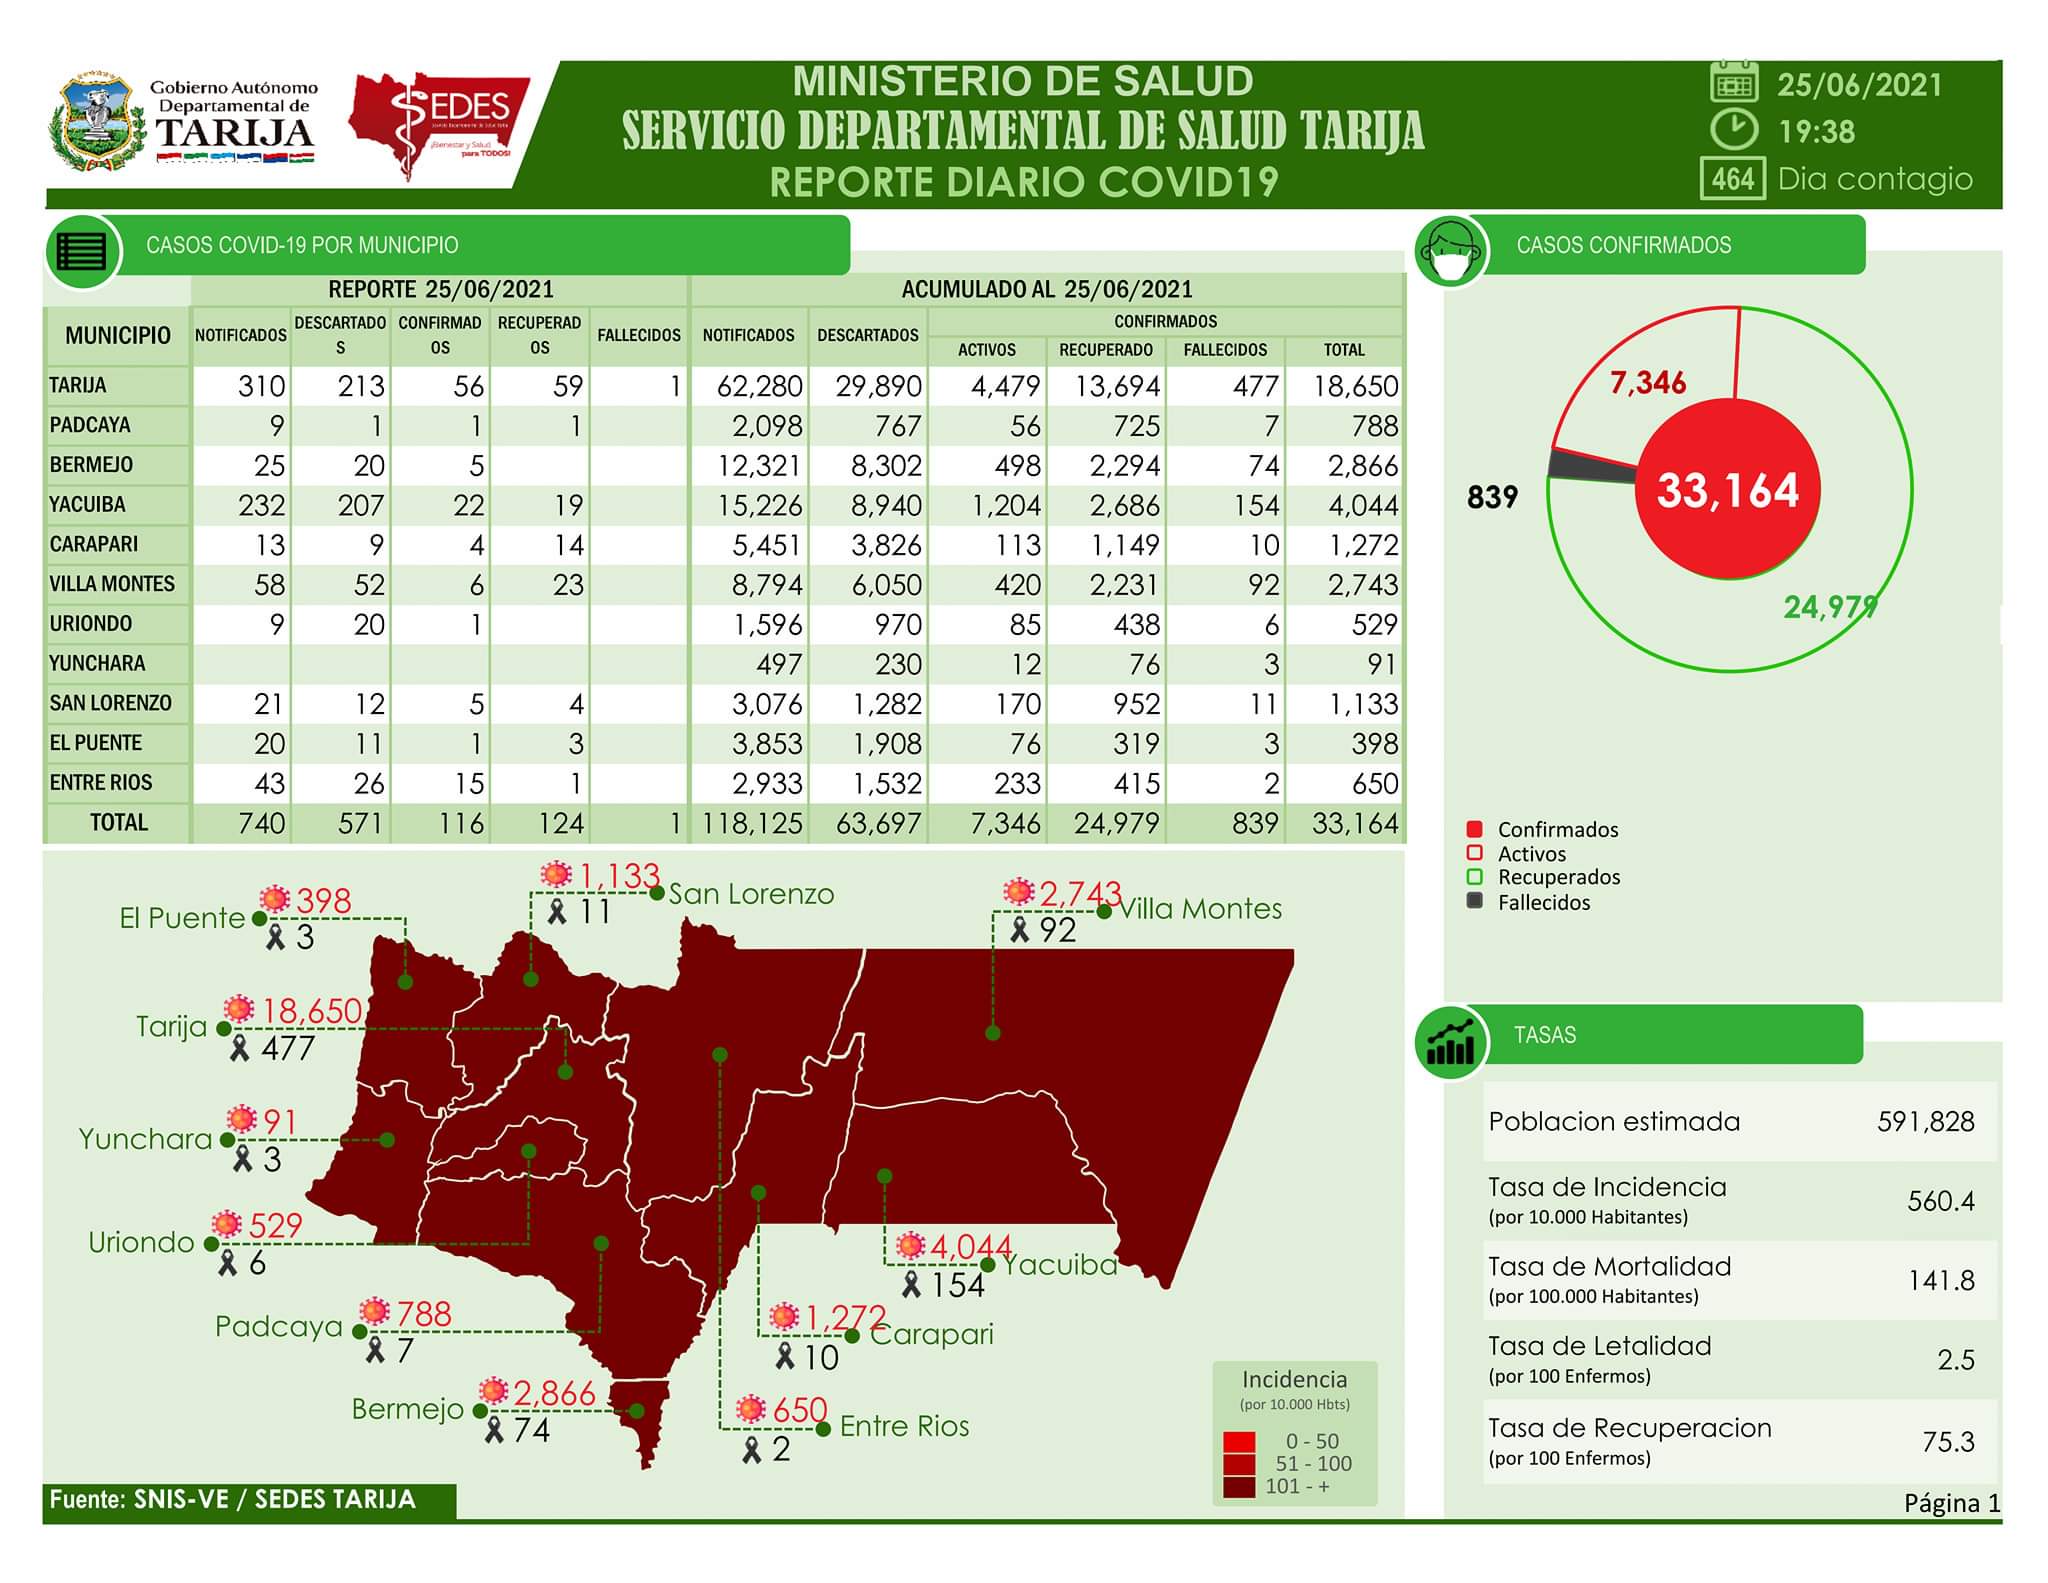 Gobierno Autónomo
Departamental de
TARIJA
SEDES
¡Bienestar y Salud
para TODOS!
MINISTERIO DE SALUD
SERVICIO DEPARTAMENTAL DE SALUD TARIJA
REPORTE DIARIO COVID19
25/06/2021
19:38
464 Dia contagio
CASOS COVID-19 POR MUNICIPIO
REPORTE 25/06/2021 ACUMULADO AL 25/06/2021
MUNICIPIO NOTIFICADOS DESCARTADO
S CONFIRMAD
OS RECUPERAD
OS FALLECIDOS NOTIFICADOS DESCARTADOS CONFIRMADOS
ACTIVOS RECUPERADO FALLECIDOS TOTAL
TARIJA 310 213 56 59 1 62,280 29,890 4,479 13,694 477 18,650
PADCAYA 9 1 1 1 2,098 767 56 725 7 788
BERMEJO 25 20 5 12,321 8,302 498 2,294 74 2,866
YACUIBA 232 207 22 19 15,226 8,940 1,204 2,686 154 4,044
CARAPARI 13 9 4 14 5,451 3,826 113 1,149 10 1,272
VILLA MONTES 58 52 6 23 8,794 6,050 420 2,231 92 2,743
URIONDO 9 20 1 1,596 970 85 438 6 529
YUNCHARA 497 230 12 76 3 91
SAN LORENZO 21 12 5 4 3,076 1,282 170 952 11 1,133
EL PUENTE 20 11 1 3 3,853 1,908 76 319 3 398
ENTRE RIOS 43 26 15 1 2,933 1,532 233 415 2 650
TOTAL 740 571 116 124 1 118,125 63,697 7,346 24,979 839 33,164
CASOS CONFIRMADOS
7,346
839
33,164
24,979
Confirmados
Activos
Recuperados
Fallecidos
El Puente 398
3
1,133 San Lorenzo
11
2,743 Villa Montes
92
Tarija 18,650
477
Yunchara 91
3
Uriondo 529
6
4,044 Yacuiba
154
Padcaya 788
7
1,272 Carapari
10
Bermejo 2,866
74
650 Entre Rios
2
Incidencia
(por 10.000 Hbts)
0 - 50
51 - 100
101 - +
TASAS
Poblacion estimada 591,828
Tasa de Incidencia
(por 10.000 Habitantes) 560.4
Tasa de Mortalidad
(por 100.000 Habitantes) 141.8
Tasa de Letalidad
(por 100 Enfermos) 2.5
Tasa de Recuperacion
(por 100 Enfermos) 75.3
Fuente: SNIS-VE / SEDES TARIJA
Página 1